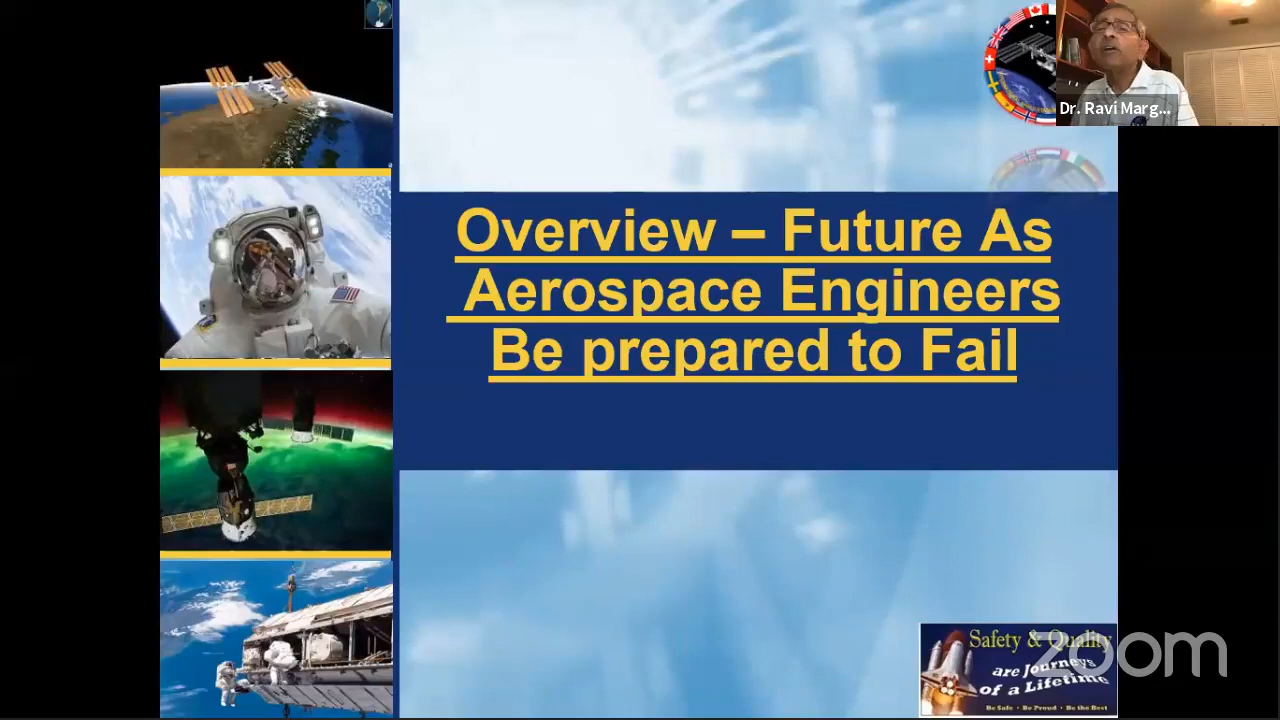 Dr. Ravi Marg...
Overview – Future As
Aerospace Engineers
Be prepared to Fail
Safety & Quality
are Journeys
of a Lifetime
Be Safe • Be Proud • Be the Best
zoom